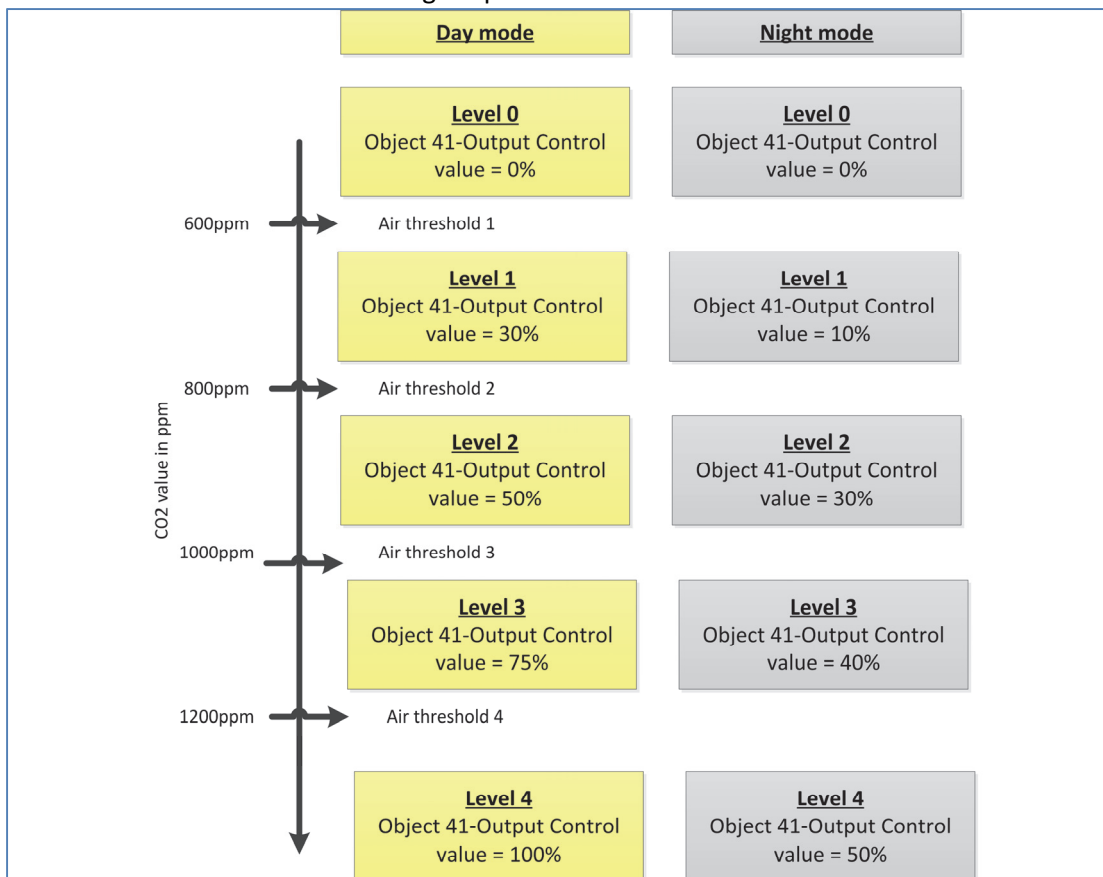 Day mode
Night mode
Level 0
Object 41-Output Control
value = 0%
Level 0
Object 41-Output Control
value = 0%
600ppm
Air threshold 1
Level 1
Object 41-Output Control
value = 30%
Level 1
Object 41-Output Control
value = 10%
800ppm
Air threshold 2
CO2 value in ppm
Level 2
Object 41-Output Control
value = 50%
Level 2
Object 41-Output Control
value = 30%
1000ppm
Air threshold 3
Level 3
Object 41-Output Control
value = 75%
Level 3
Object 41-Output Control
value = 40%
1200ppm
Air threshold 4
Level 4
Object 41-Output Control
value = 100%
Level 4
Object 41-Output Control
value = 50%